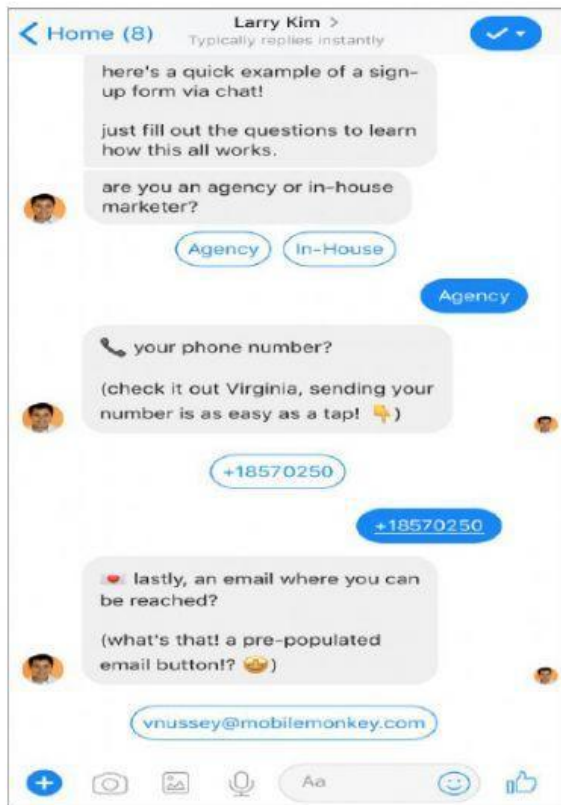 Home (8)
Larry Kim >
Typically replies instantly
here's a quick example of a sign-
up form via chat!
just fill out the questions to learn
how this all works.
are you an agency or in-house
marketer?
Agency
In-House
Agency
your phone number?
(check it out Virginia, sending your
number is as easy as a tap! 👇)
+18570250
+18570250
lastly, an email where you can
be reached?
(what's that! a pre-populated
email button!? 🤩)
vnussey@mobilemonkey.com
Aa